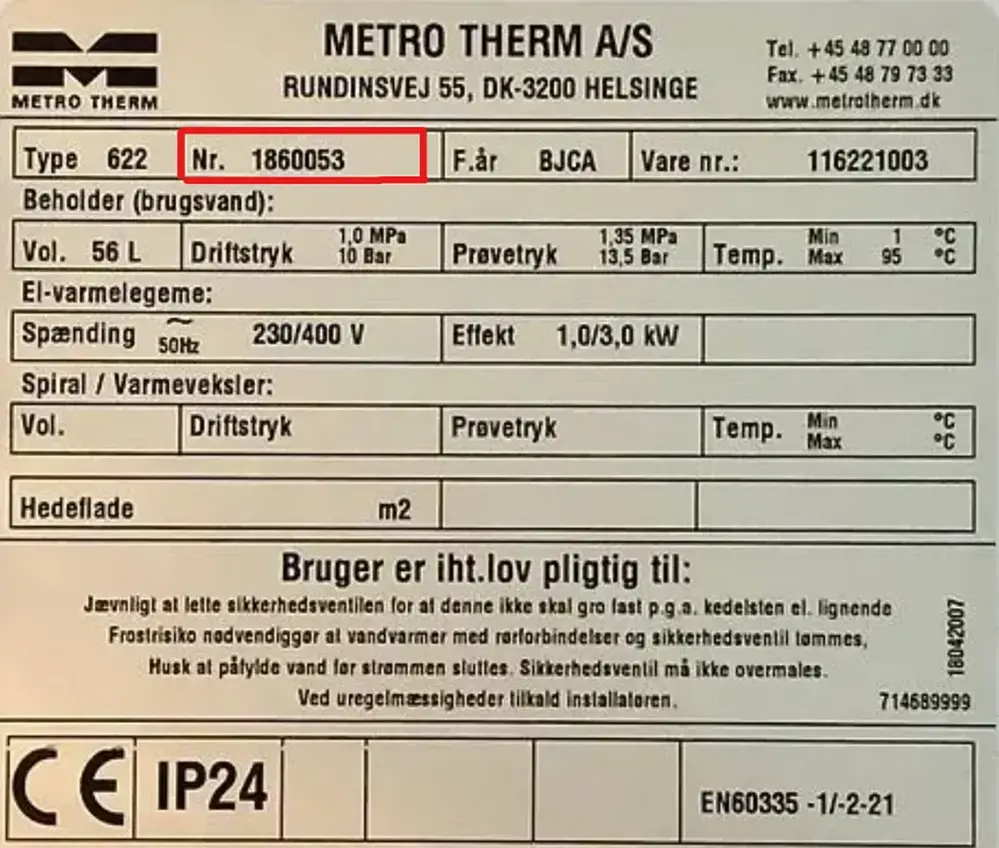 METRO THERM
METRO THERM A/S
RUNDINSVEJ 55, DK-3200 HELSINGE
Tel. +45 48 77 00 00
Fax. +45 48 79 73 33
www.metrotherm.dk
Type 622 Nr. 1860053 F.år BJCA Vare nr.: 116221003
Beholder (brugsvand):
Vol. 56 L Driftstryk 1,0 MPa 10 Bar Prøvetryk 1,35 MPa 13,5 Bar Temp. Min 1 °C Max 95 °C
El-varmelegeme:
Spænding ~ 50Hz 230/400 V Effekt 1,0/3,0 kW
Spiral / Varmeveksler:
Vol. Driftstryk Prøvetryk Temp. Min °C Max °C
Hedeflade m2
Bruger er iht.lov pligtig til:
Jævnligt at lette sikkerhedsventilen for at denne ikke skal gro fast p.g.a. kedelsten el. lignende
Frostrisiko nødvendiggør at vandvarmer med rørforbindelser og sikkerhedsventil tømmes,
Husk at påfylde vand før strømmen sluttes. Sikkerhedsventil må ikke overmales.
Ved uregelmæssigheder tilkald installatøren.
18042007
714689999
CE IP24 EN60335 -1/-2-21